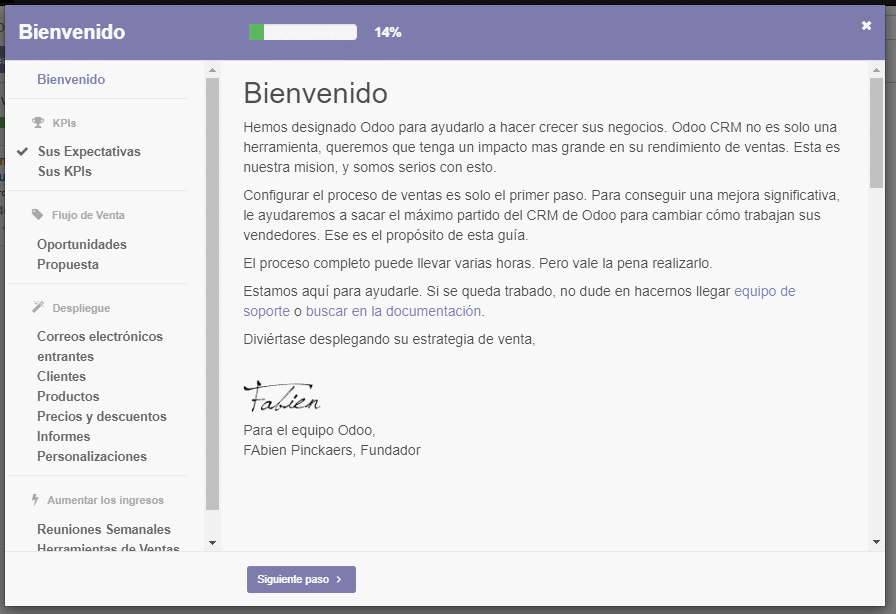 Bienvenido
14%
Bienvenido
KPIs
Sus Expectativas
Sus KPIs
Flujo de Venta
Oportunidades
Propuesta
Despliegue
Correos electrónicos
entrantes
Clientes
Productos
Precios y descuentos
Informes
Personalizaciones
Aumentar los ingresos
Reuniones Semanales
Herramientas de Ventas
Bienvenido
Hemos designado Odoo para ayudarlo a hacer crecer sus negocios. Odoo CRM no es solo una
herramienta, queremos que tenga un impacto mas grande en su rendimiento de ventas. Esta es
nuestra mision, y somos serios con esto.
Configurar el proceso de ventas es solo el primer paso. Para conseguir una mejora significativa,
le ayudaremos a sacar el máximo partido del CRM de Odoo para cambiar cómo trabajan sus
vendedores. Ese es el propósito de esta guía.
El proceso completo puede llevar varias horas. Pero vale la pena realizarlo.
Estamos aquí para ayudarle. Si se queda trabado, no dude en hacernos llegar equipo de
soporte o buscar en la documentación.
Diviértase desplegando su estrategia de venta,
Fabien
Para el equipo Odoo,
FAbien Pinckaers, Fundador
Siguiente paso